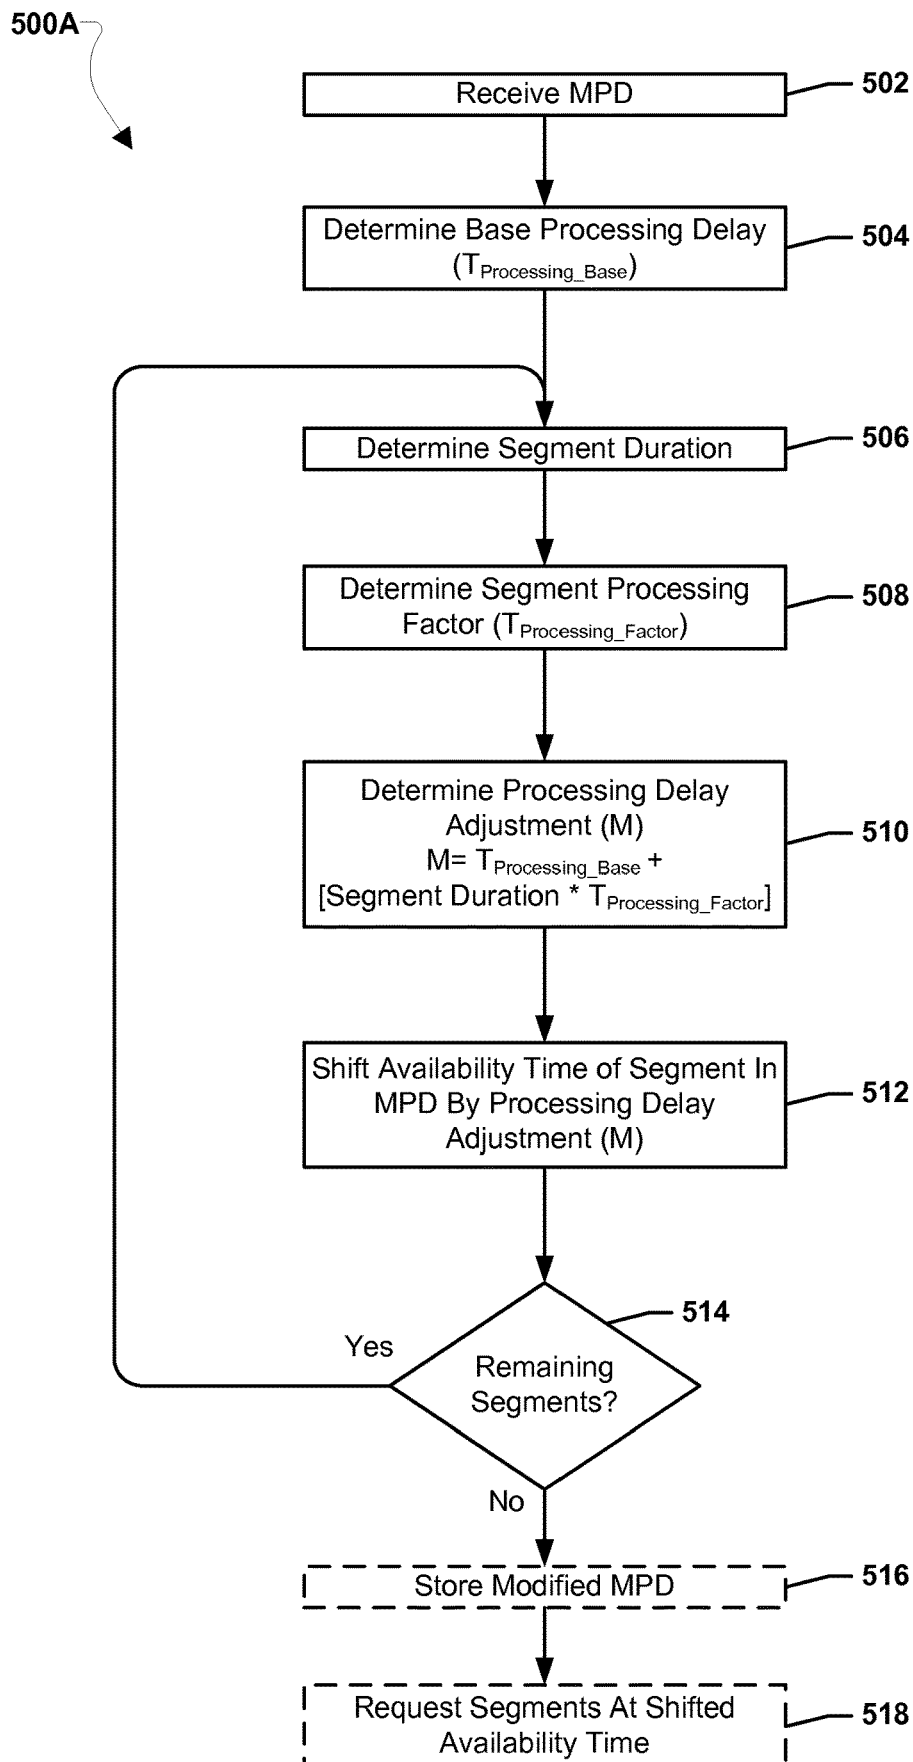 500A
Receive MPD
502
Determine Base Processing Delay
(TProcessing_Base)
504
Determine Segment Duration
506
Determine Segment Processing
Factor (TProcessing_Factor)
508
Determine Processing Delay
Adjustment (M)
M= TProcessing_Base +
[Segment Duration * TProcessing_Factor]
510
Shift Availability Time of Segment In
MPD By Processing Delay
Adjustment (M)
512
514
Yes
Remaining
Segments?
No
Store Modified MPD
516
Request Segments At Shifted
Availability Time
518